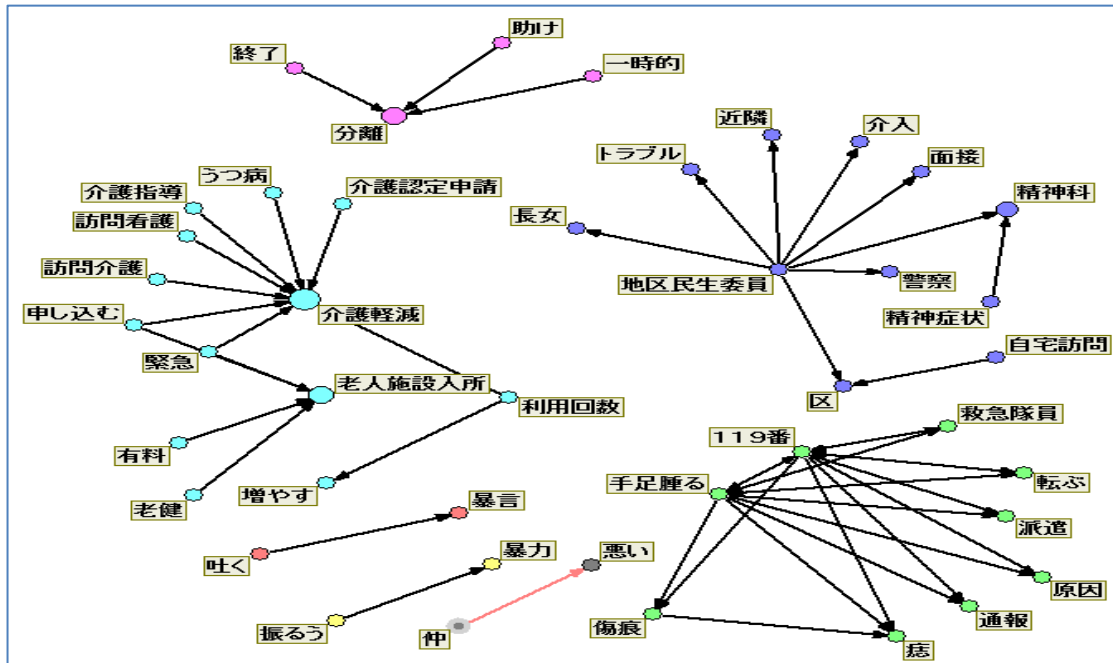 助け
終了
一時的
分離
近隣
介入
トラブル
面接
うつ病
介護認定申請
介護指導
精神科
訪問看護
長女
訪問介護
地区民生委員
警察
申し込む
介護軽減
精神症状
緊急
自宅訪問
老人施設入所
区
利用回数
救急隊員
119番
有料
手足腫る
転ぶ
増やす
老健
暴言
派遣
暴力
悪い
吐く
原因
通報
傷痕
振るう
仲
痣